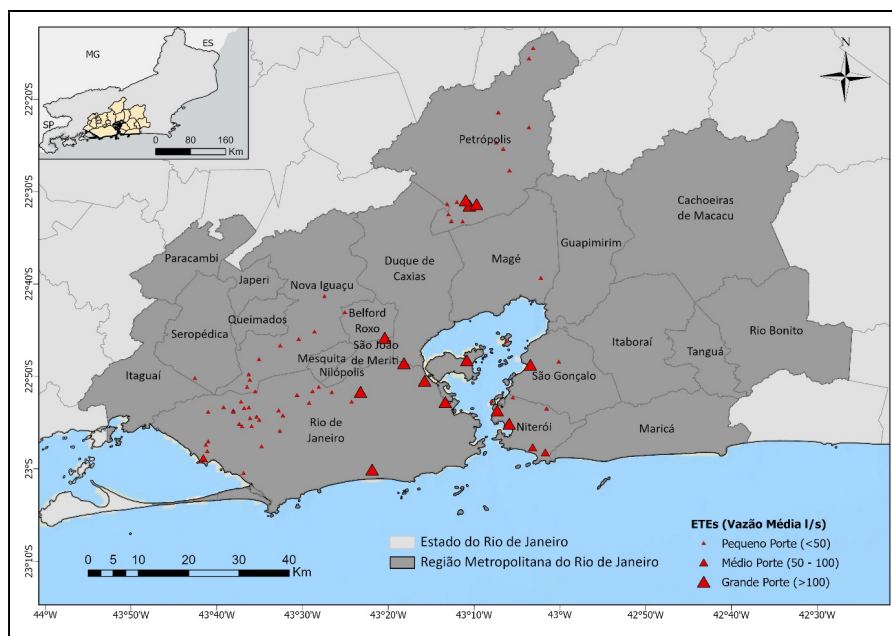 MG
ES
SP
0 80 160
Km
N
22°20'S
22°30'S
22°40'S
22°50'S
23°S
23°10'S
Petrópolis
Cachoeiras
de Macacu
Guapimirim
Paracambi
Duque de
Caxias
Magé
Japeri
Nova Iguaçu
Belford
Roxo
Queimados
Seropédica
São João
de Meriti
Mesquita
Nilópolis
Itaboraí
Rio Bonito
Tanguá
Itaguaí
São Gonçalo
Rio de
Janeiro
Niterói
Maricá
ETEs (Vazão Média l/s)
Pequeno Porte (<50)
Médio Porte (50 - 100)
Grande Porte (>100)
Estado do Rio de Janeiro
Região Metropolitana do Rio de Janeiro
0 5 10 20 30 40
Km
44°W 43°50'W 43°40'W 43°30'W 43°20'W 43°10'W 43°W 42°50'W 42°40'W 42°30'W